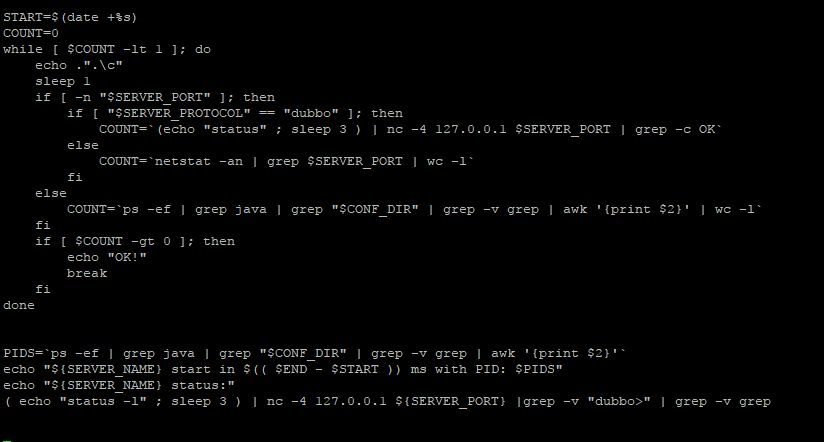 START=$(date +%s)
COUNT=0
while [ $COUNT -lt 1 ]; do
    echo .".\c"
    sleep 1
    if [ -n "$SERVER_PORT" ]; then
        if [ "$SERVER_PROTOCOL" == "dubbo" ]; then
            COUNT=`(echo "status" ; sleep 3 ) | nc -4 127.0.0.1 $SERVER_PORT | grep -c OK`
        else
            COUNT=`netstat -an | grep $SERVER_PORT | wc -l`
        fi
    else
        COUNT=`ps -ef | grep java | grep "$CONF_DIR" | grep -v grep | awk '{print $2}' | wc -l`
    fi
    if [ $COUNT -gt 0 ]; then
        echo "OK!"
        break
    fi
done
PIDS=`ps -ef | grep java | grep "$CONF_DIR" | grep -v grep | awk '{print $2}'`
echo "${SERVER_NAME} start in $(( $END - $START )) ms with PID: $PIDS"
echo "${SERVER_NAME} status:"
( echo "status -l" ; sleep 3 ) | nc -4 127.0.0.1 ${SERVER_PORT} |grep -v "dubbo>" | grep -v grep